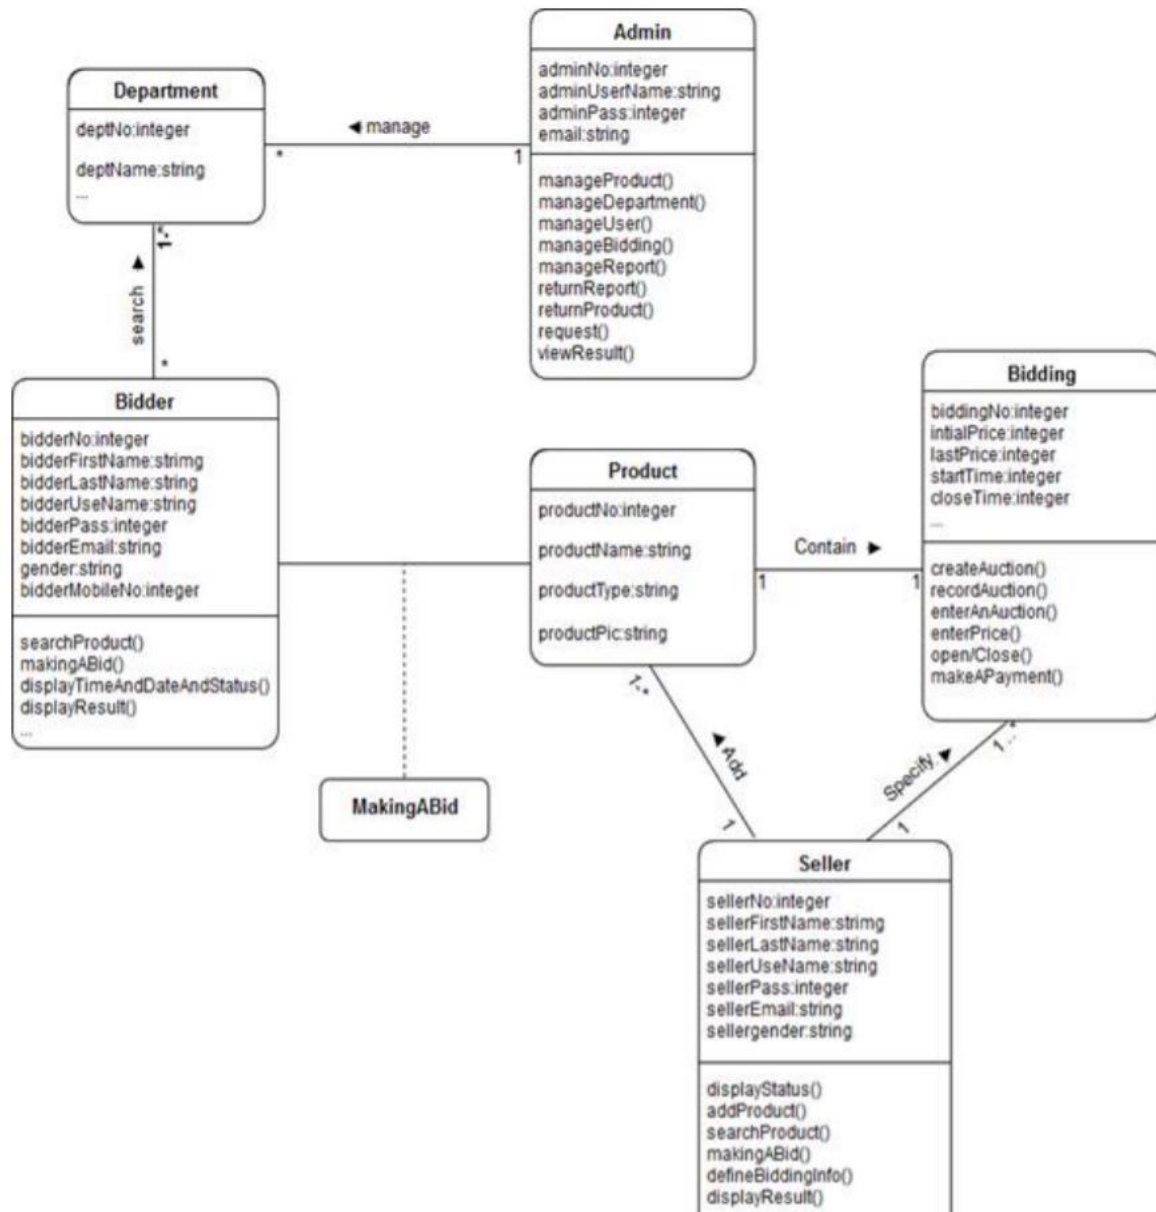 Admin
adminNo:integer
adminUserName:string
adminPass:integer
email:string
manageProduct()
manageDepartment()
manageUser()
manageBidding()
manageReport()
returnReport()
returnProduct()
request()
viewResult()
Department
deptNo:integer
deptName:string
...
◄ manage
*
1
1-*
search ►
*
Bidder
bidderNo:integer
bidderFirstName:strimg
bidderLastName:string
bidderUseName:string
bidderPass:integer
bidderEmail:string
gender:string
bidderMobileNo:integer
searchProduct()
makingABid()
displayTimeAndDateAndStatus()
displayResult()
...
Product
productNo:integer
productName:string
productType:string
productPic:string
Contain ►
1
1
Bidding
biddingNo:integer
intialPrice:integer
lastPrice:integer
startTime:integer
closeTime:integer
...
createAuction()
recordAuction()
enterAnAuction()
enterPrice()
open/Close()
makeAPayment()
MakingABid
1-*
◄ Add
1
1..*
Specify ►
1
Seller
sellerNo:integer
sellerFirstName:strimg
sellerLastName:string
sellerUseName:string
sellerPass:integer
sellerEmail:string
sellergender:string
displayStatus()
addProduct()
searchProduct()
makingABid()
defineBiddingInfo()
displayResult()